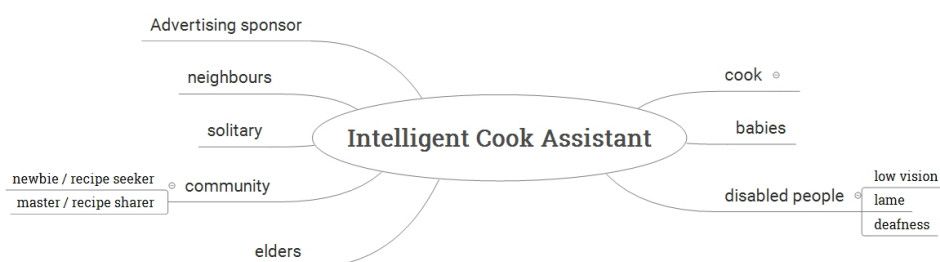 Advertising sponsor
neighbours
solitary
community
newbie / recipe seeker
master / recipe sharer
elders
Intelligent Cook Assistant
cook
babies
disabled people
low vision
lame
deafness